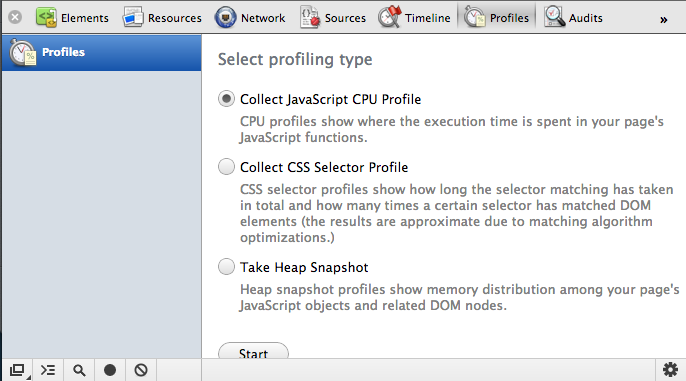 Elements Resources Network Sources Timeline Profiles Audits »
Profiles
Select profiling type
Collect JavaScript CPU Profile
CPU profiles show where the execution time is spent in your page's
JavaScript functions.
Collect CSS Selector Profile
CSS selector profiles show how long the selector matching has taken
in total and how many times a certain selector has matched DOM
elements (the results are approximate due to matching algorithm
optimizations.)
Take Heap Snapshot
Heap snapshot profiles show memory distribution among your page's
JavaScript objects and related DOM nodes.
Start